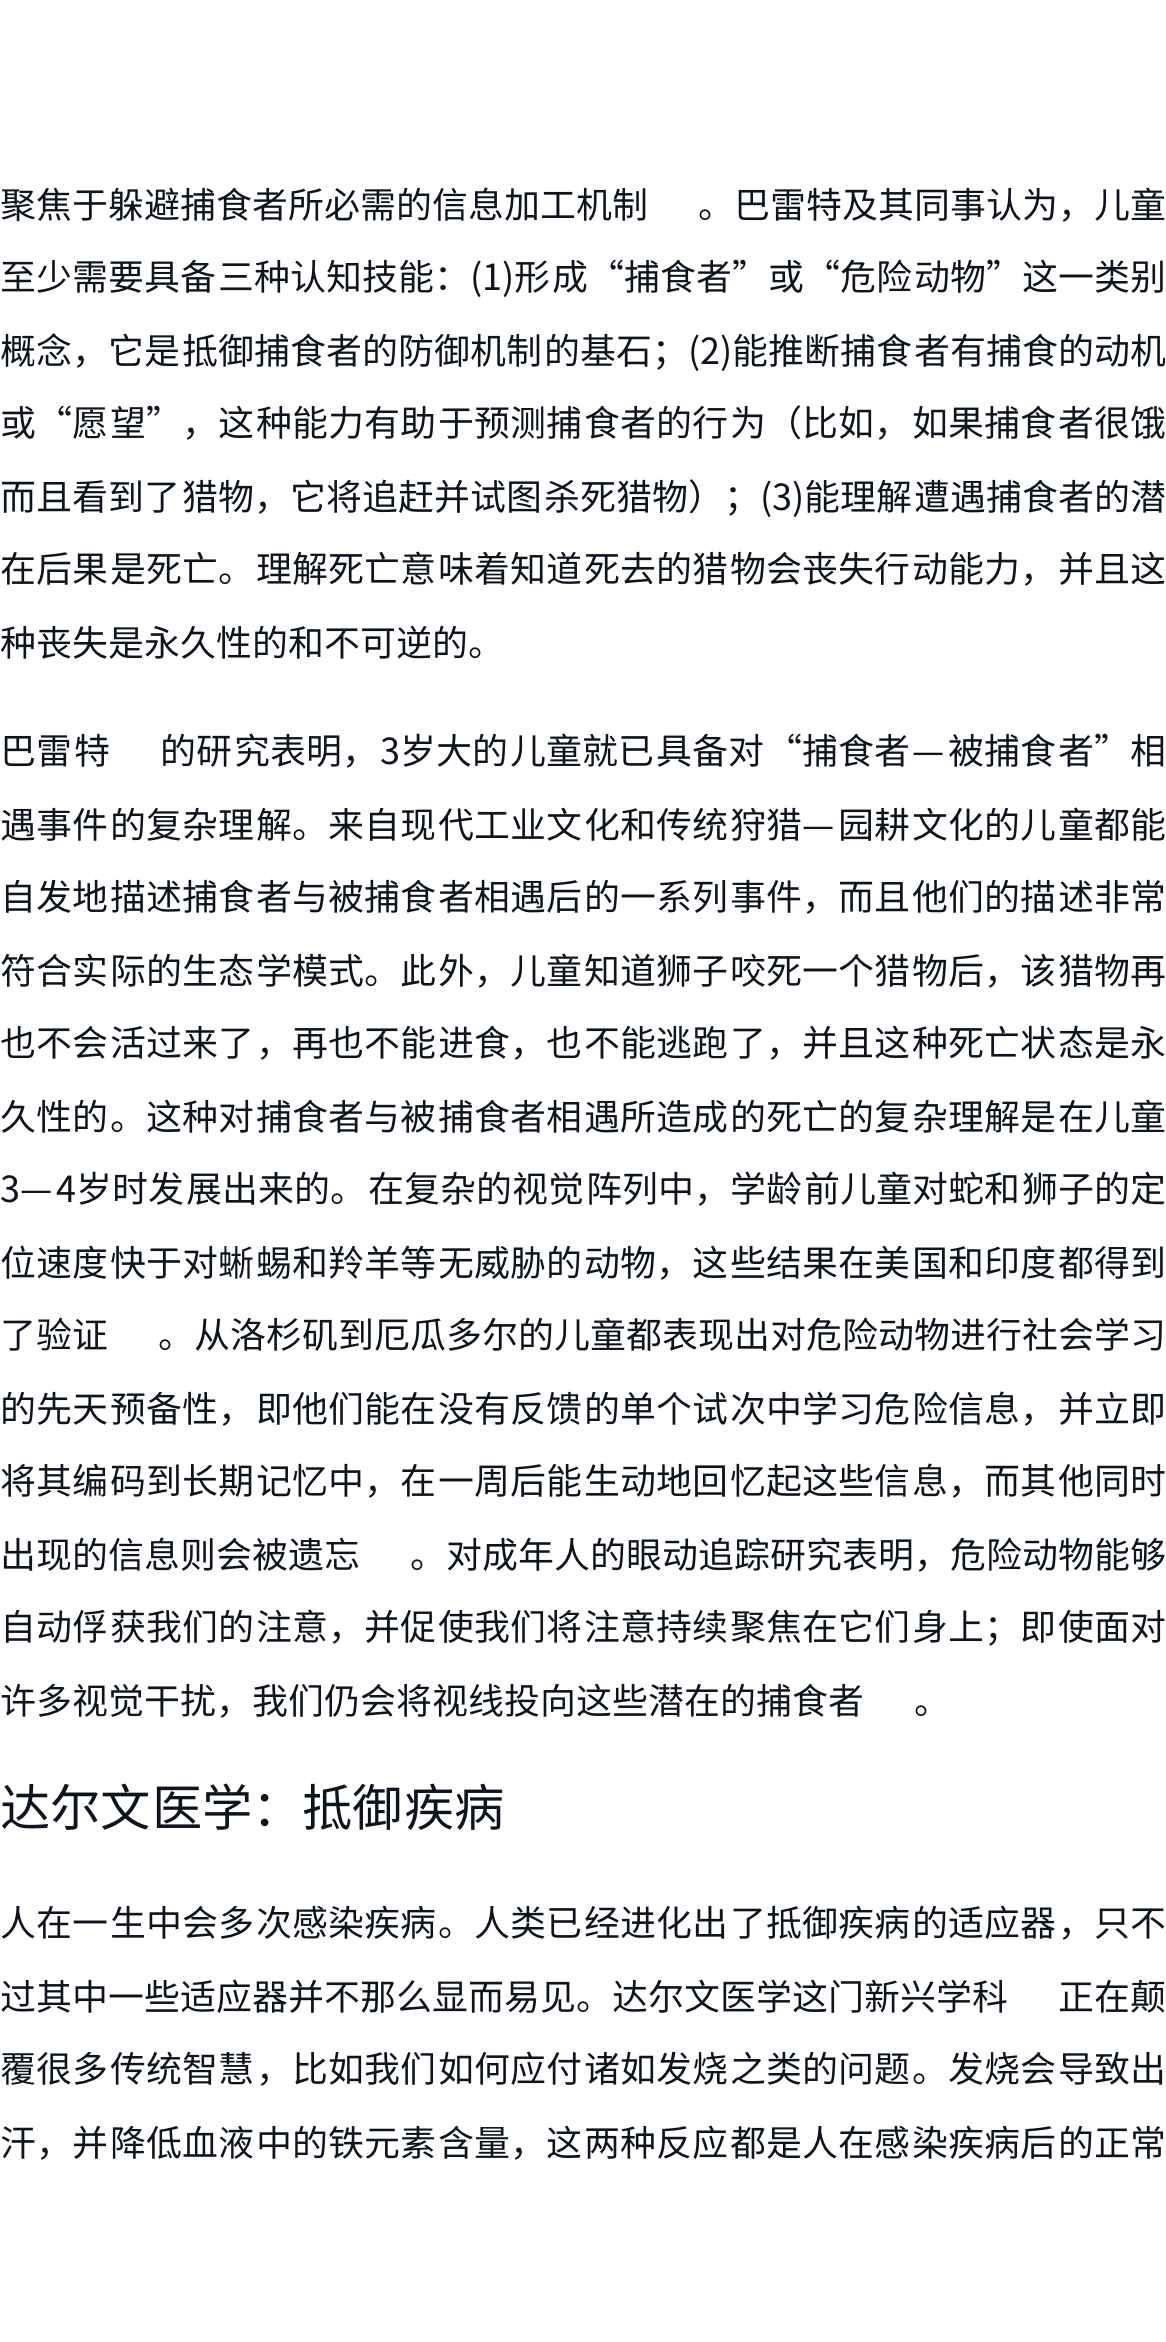 聚焦于躲避捕食者所必需的信息加工机制 。巴雷特及其同事认为，儿童
至少需要具备三种认知技能：(1)形成“捕食者”或“危险动物”这一类别
概念，它是抵御捕食者的防御机制的基石；(2)能推断捕食者有捕食的动机
或“愿望”，这种能力有助于预测捕食者的行为（比如，如果捕食者很饿
而且看到了猎物，它将追赶并试图杀死猎物）；(3)能理解遭遇捕食者的潜
在后果是死亡。理解死亡意味着知道死去的猎物会丧失行动能力，并且这
种丧失是永久性的和不可逆的。
巴雷特 的研究表明，3岁大的儿童就已具备对“捕食者—被捕食者”相
遇事件的复杂理解。来自现代工业文化和传统狩猎—园耕文化的儿童都能
自发地描述捕食者与被捕食者相遇后的一系列事件，而且他们的描述非常
符合实际的生态学模式。此外，儿童知道狮子咬死一个猎物后，该猎物再
也不会活过来了，再也不能进食，也不能逃跑了，并且这种死亡状态是永
久性的。这种对捕食者与被捕食者相遇所造成的死亡的复杂理解是在儿童
3—4岁时发展出来的。在复杂的视觉阵列中，学龄前儿童对蛇和狮子的定
位速度快于对蜥蜴和羚羊等无威胁的动物，这些结果在美国和印度都得到
了验证 。从洛杉矶到厄瓜多尔的儿童都表现出对危险动物进行社会学习
的先天预备性，即他们能在没有反馈的单个试次中学习危险信息，并立即
将其编码到长期记忆中，在一周后能生动地回忆起这些信息，而其他同时
出现的信息则会被遗忘 。对成年人的眼动追踪研究表明，危险动物能够
自动俘获我们的注意，并促使我们将注意持续聚焦在它们身上；即使面对
许多视觉干扰，我们仍会将视线投向这些潜在的捕食者 。
达尔文医学：抵御疾病
人在一生中会多次感染疾病。人类已经进化出了抵御疾病的适应器，只不
过其中一些适应器并不那么显而易见。达尔文医学这门新兴学科 正在颠
覆很多传统智慧，比如我们如何应付诸如发烧之类的问题。发烧会导致出
汗，并降低血液中的铁元素含量，这两种反应都是人在感染疾病后的正常